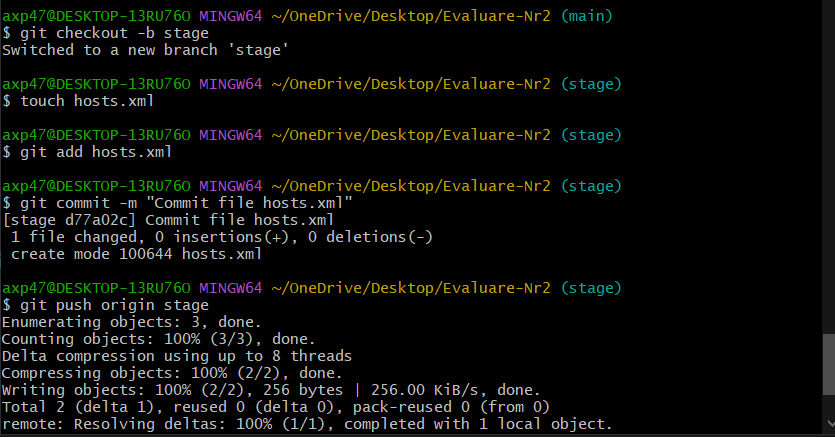 axp47@DESKTOP-13RU76O MINGW64 ~/OneDrive/Desktop/Evaluare-Nr2 (main)
$ git checkout -b stage
Switched to a new branch 'stage'
axp47@DESKTOP-13RU76O MINGW64 ~/OneDrive/Desktop/Evaluare-Nr2 (stage)
$ touch hosts.xml
axp47@DESKTOP-13RU76O MINGW64 ~/OneDrive/Desktop/Evaluare-Nr2 (stage)
$ git add hosts.xml
axp47@DESKTOP-13RU76O MINGW64 ~/OneDrive/Desktop/Evaluare-Nr2 (stage)
$ git commit -m "Commit file hosts.xml"
[stage d77a02c] Commit file hosts.xml
 1 file changed, 0 insertions(+), 0 deletions(-)
 create mode 100644 hosts.xml
axp47@DESKTOP-13RU76O MINGW64 ~/OneDrive/Desktop/Evaluare-Nr2 (stage)
$ git push origin stage
Enumerating objects: 3, done.
Counting objects: 100% (3/3), done.
Delta compression using up to 8 threads
Compressing objects: 100% (2/2), done.
Writing objects: 100% (2/2), 256 bytes | 256.00 KiB/s, done.
Total 2 (delta 1), reused 0 (delta 0), pack-reused 0 (from 0)
remote: Resolving deltas: 100% (1/1), completed with 1 local object.